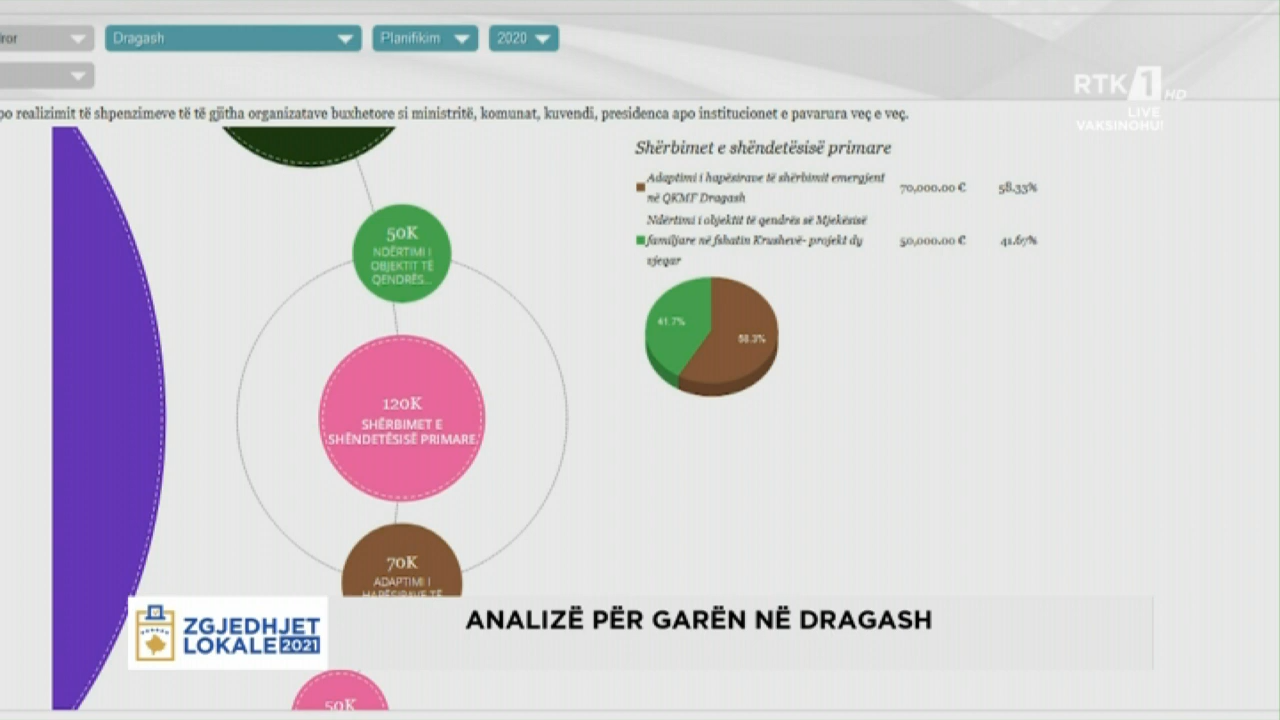 ror
Dragash
Planifikim
2020
RTK 1 HD
LIVE
VAKSINOHU!
po realizimit të shpenzimeve të të gjitha organizatave buxhetore si ministritë, komunat, kuvendi, presidenca apo institucionet e pavarura veç e veç.
Shërbimet e shëndetësisë primare
Adaptimi i hapësirave të shërbimit emergjent
në QKMF Dragash
70,000.00 €
58.33%
Ndërtimi i objektit të qendrës së Mjekësisë
familjare në fshatin Krushevë- projekt dy
vjeqar
50,000.00 €
41.67%
41.7%
58.3%
50K
NDËRTIMI I
OBJEKTIT TË
QENDRËS...
120K
SHËRBIMET E
SHËNDETËSISË PRIMARE
70K
ADAPTIMI I
HAPËSIRAVE TË
ZGJEDHJET
LOKALE 2021
ANALIZË PËR GARËN NË DRAGASH
50K